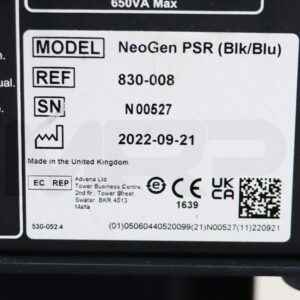 650VA Max
MODEL NeoGen PSR (Blk/Blu)
REF 830-008
SN N00527
2022-09-21
Made in the United Kingdom
EC REP
Advena Ltd
Tower Business Centre,
2nd flr., Tower Street,
Swatar, BKR 4013
Malta
e CE UKCA
1639
530-052.4
(01)05060440520099(21)N00527(11)220921